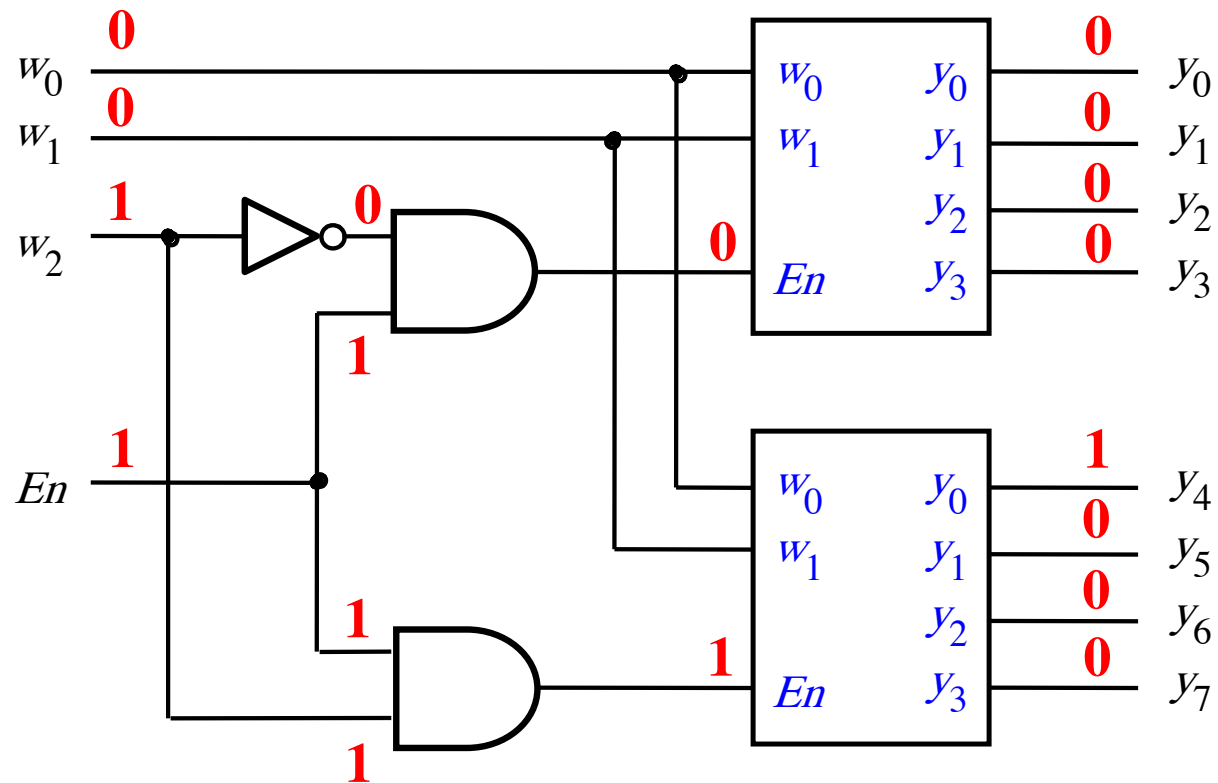 0 0
w0 w0 y0 y0
0 0
w1 w1 y1 y1
1 0 0
w2 y2 y2
0 0
En y3 y3
1
1 1
En w0 y0 y4
0
w1 y1 y5
1 0
y2 y6
1 0
En y3 y7
1